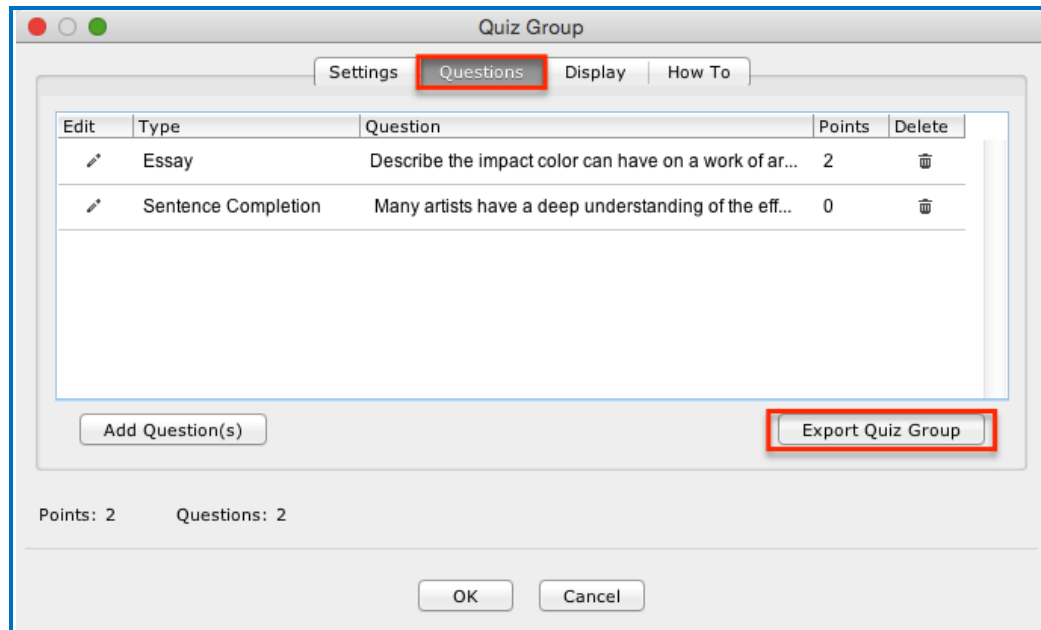 Quiz Group
Settings Questions Display How To
Edit Type Question Points Delete
Essay Describe the impact color can have on a work of ar... 2
Sentence Completion Many artists have a deep understanding of the eff... 0
Add Question(s) Export Quiz Group
Points: 2 Questions: 2
OK Cancel